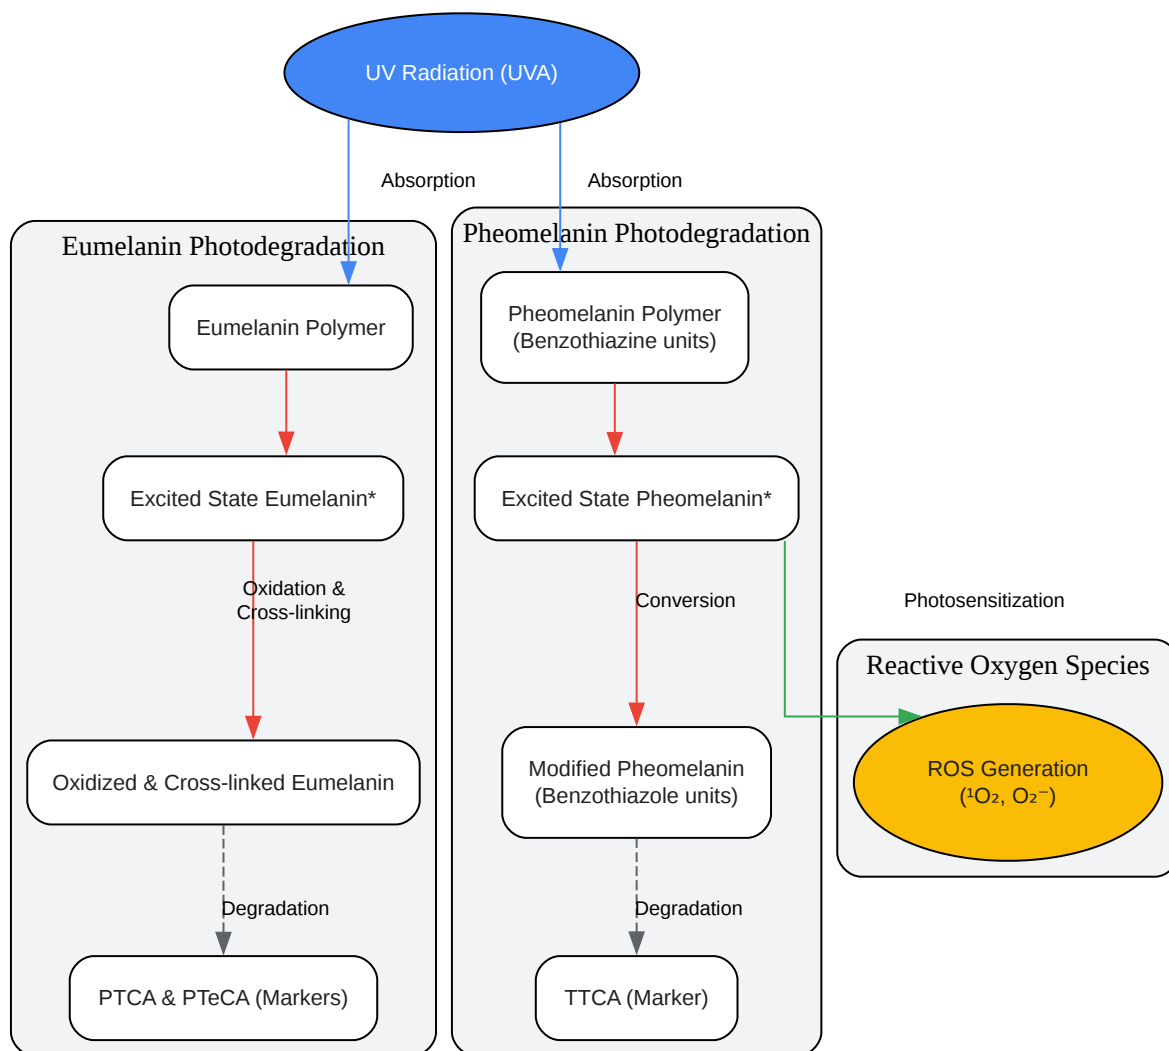 UV Radiation (UVA)
Absorption
Absorption
Eumelanin Photodegradation
Pheomelanin Photodegradation
Eumelanin Polymer
Pheomelanin Polymer
(Benzothiazine units)
Excited State Eumelanin*
Excited State Pheomelanin*
Oxidation &
Cross-linking
Conversion
Photosensitization
Reactive Oxygen Species
Oxidized & Cross-linked Eumelanin
Modified Pheomelanin
(Benzothiazole units)
ROS Generation
(¹O₂, O₂⁻)
Degradation
Degradation
PTCA & PTeCA (Markers)
TTCA (Marker)